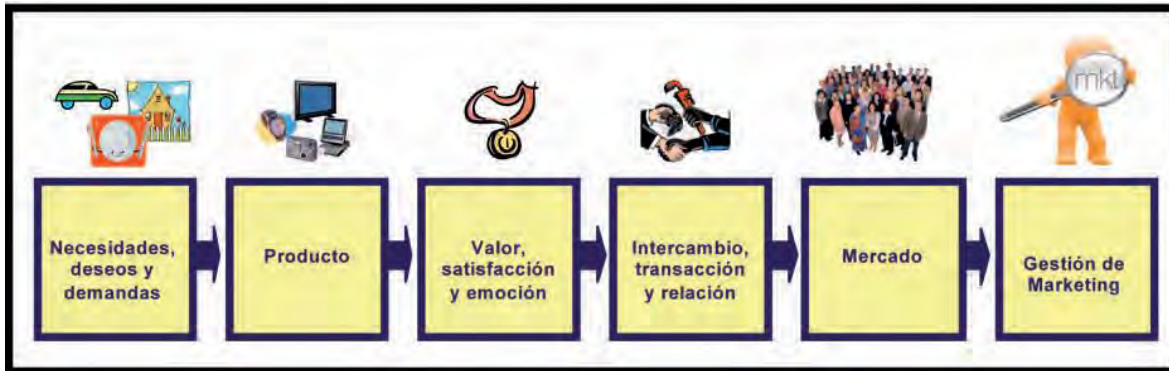 mkt
Necesidades,
deseos y
demandas
Producto
Valor,
satisfacción
y emoción
Intercambio,
transacción
y relación
Mercado
Gestión de
Marketing